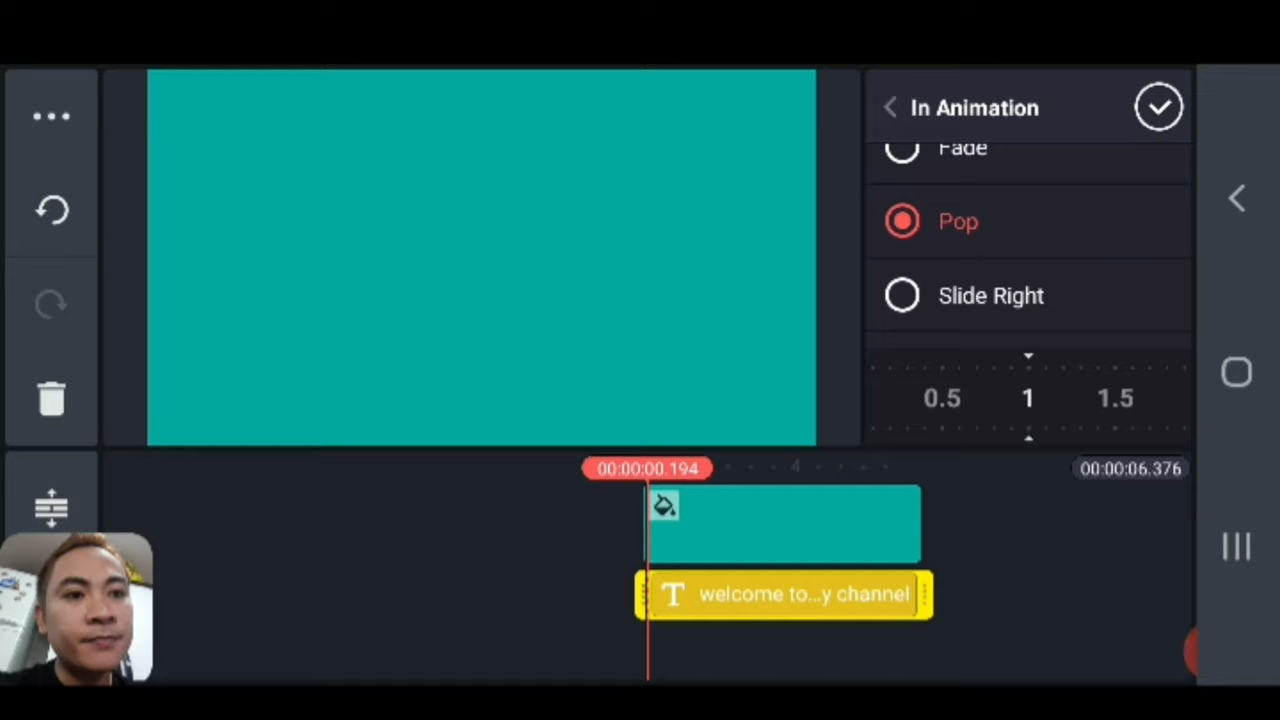 In Animation
Fade
Pop
Slide Right
0.5 1 1.5
00:00:00.194
4
00:00:06.376
T welcome to...y channel